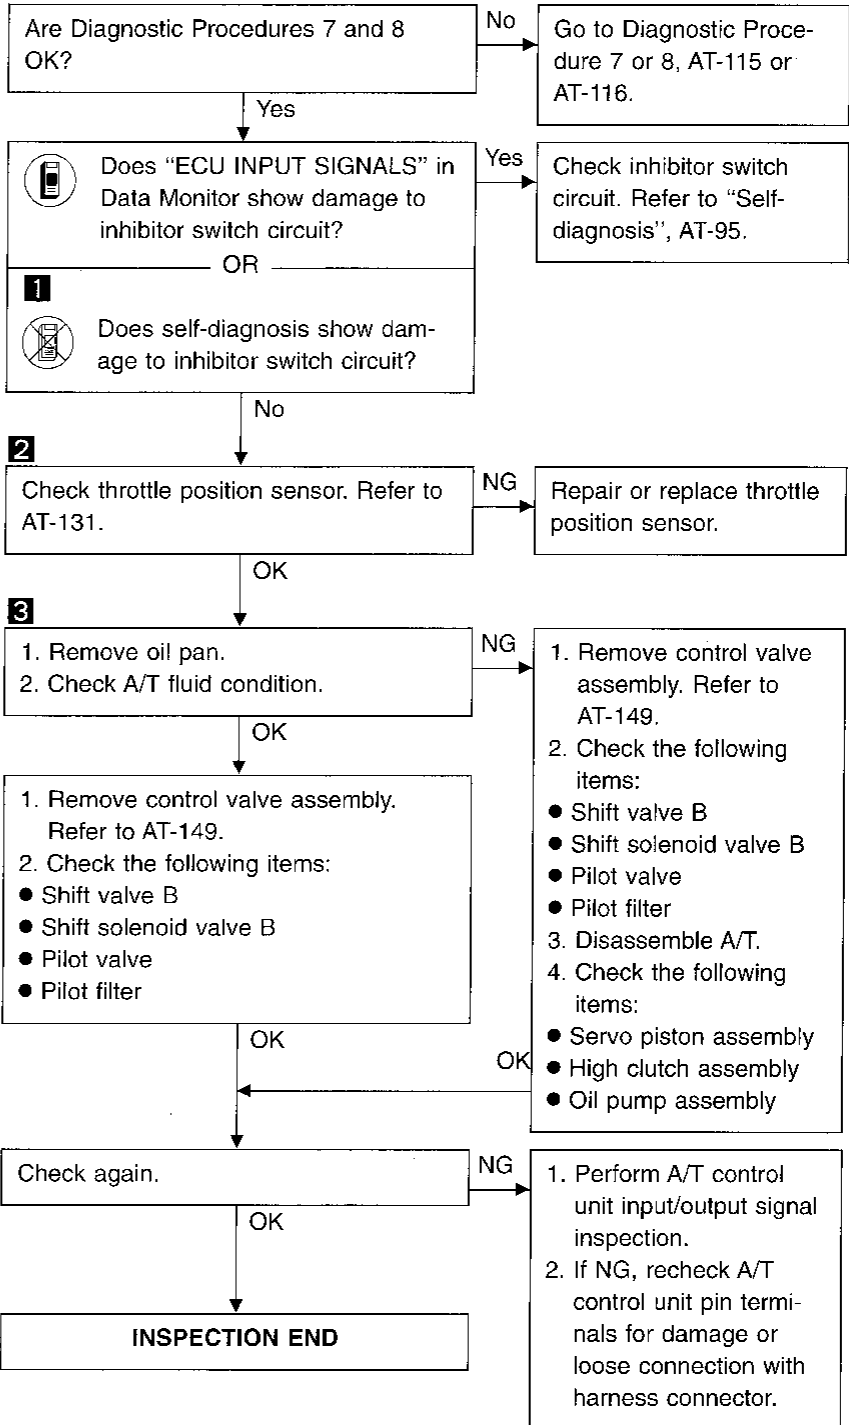 Are Diagnostic Procedures 7 and 8
OK?
No
Go to Diagnostic Proce-
dure 7 or 8, AT-115 or
AT-116.
Yes
Does “ECU INPUT SIGNALS” in
Data Monitor show damage to
inhibitor switch circuit?
Yes
Check inhibitor switch
circuit. Refer to “Self-
diagnosis”, AT-95.
OR
1
Does self-diagnosis show dam-
age to inhibitor switch circuit?
No
2
Check throttle position sensor. Refer to
AT-131.
NG
Repair or replace throttle
position sensor.
OK
3
1. Remove oil pan.
2. Check A/T fluid condition.
NG
1. Remove control valve
assembly. Refer to
AT-149.
2. Check the following
items:
● Shift valve B
● Shift solenoid valve B
● Pilot valve
● Pilot filter
3. Disassemble A/T.
4. Check the following
items:
● Servo piston assembly
● High clutch assembly
● Oil pump assembly
OK
1. Remove control valve assembly.
Refer to AT-149.
2. Check the following items:
● Shift valve B
● Shift solenoid valve B
● Pilot valve
● Pilot filter
OK
OK
Check again.
NG
1. Perform A/T control
unit input/output signal
inspection.
2. If NG, recheck A/T
control unit pin termi-
nals for damage or
loose connection with
harness connector.
OK
INSPECTION END